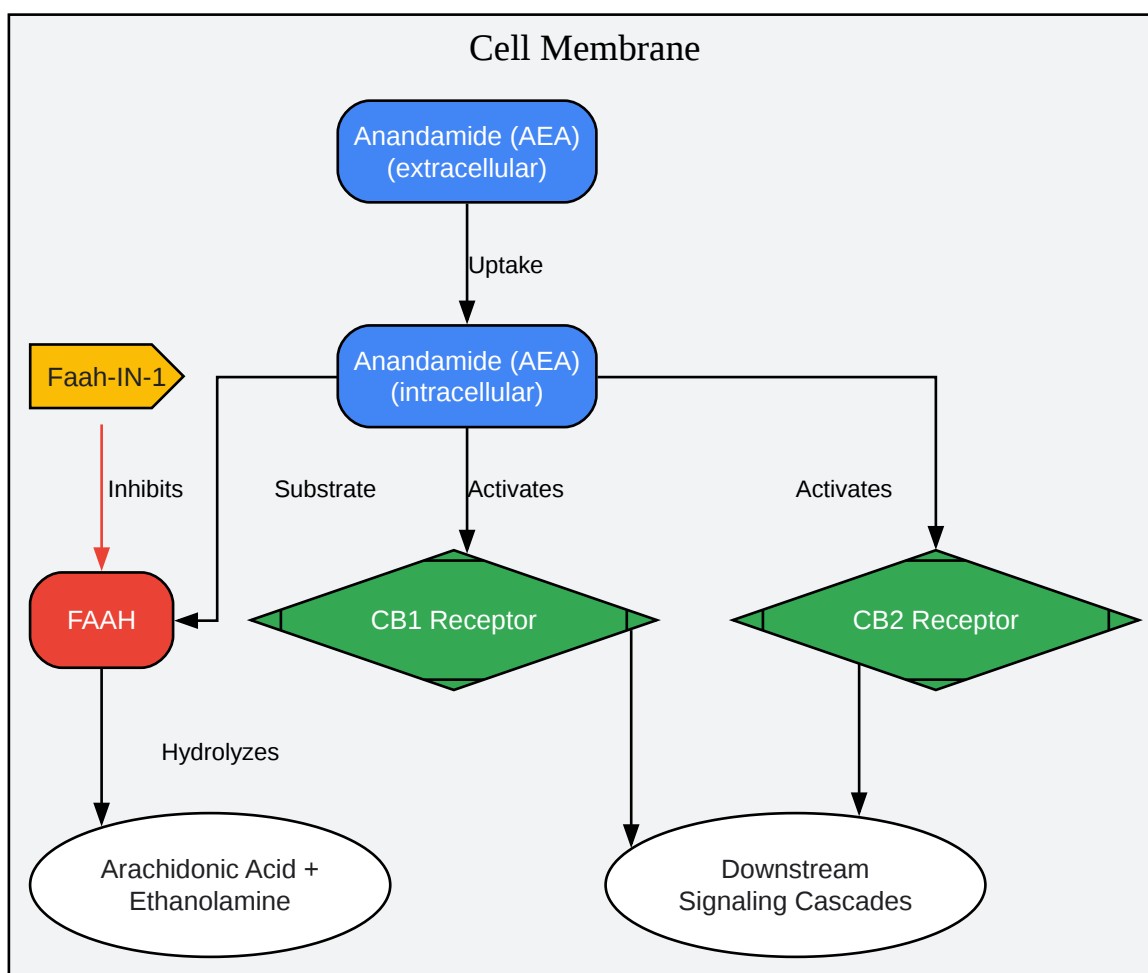 Cell Membrane
Anandamide (AEA)
(extracellular)
Uptake
Anandamide (AEA)
(intracellular)
Faah-IN-1
Inhibits
Substrate
Activates
Activates
FAAH
CB1 Receptor
CB2 Receptor
Hydrolyzes
Arachidonic Acid +
Ethanolamine
Downstream
Signaling Cascades